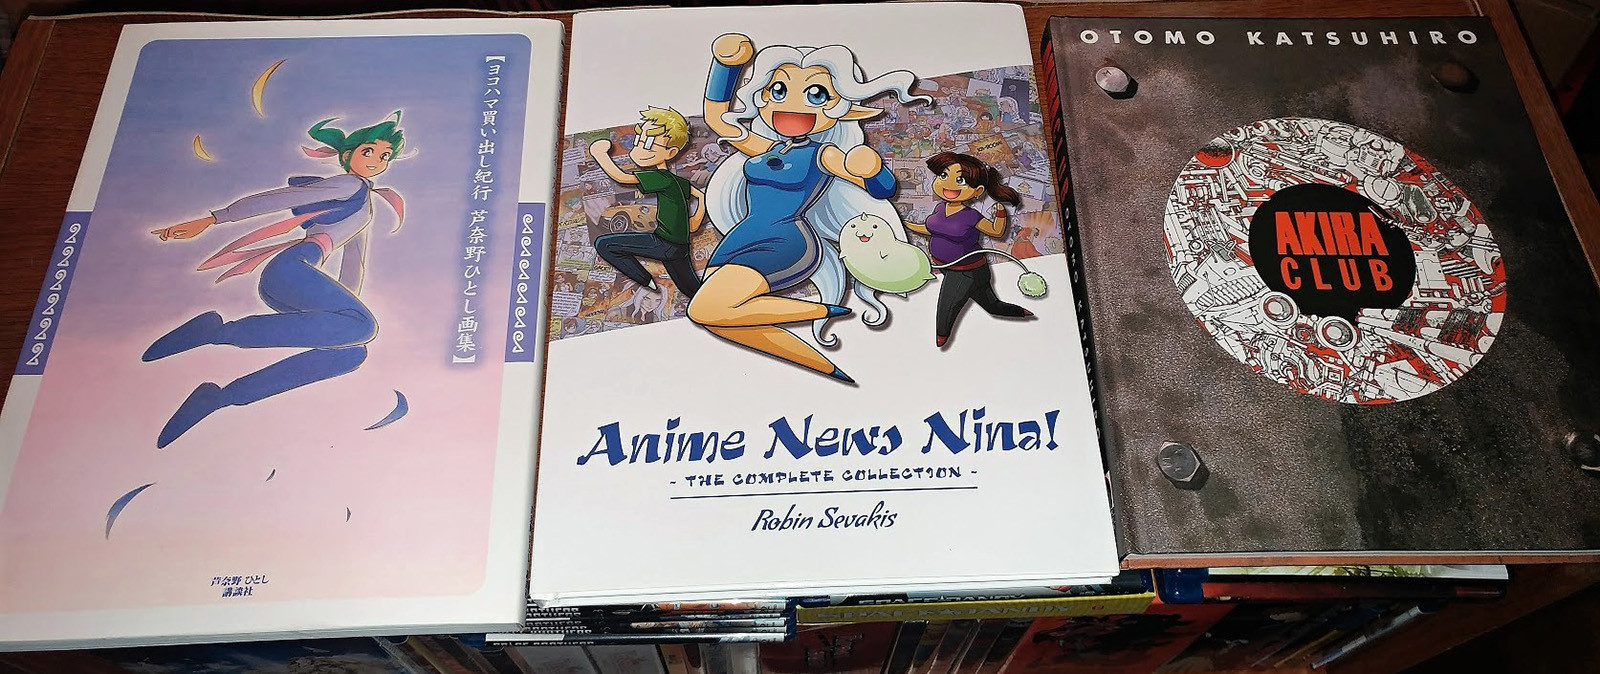 【ヨコハマ買い出し紀行 芦奈野ひとし画集】
芦奈野ひとし
講談社
Anime News Nina!
- THE COMPLETE COLLECTION -
Robin Sevakis
OTOMO KATSUHIRO
AKIRA
CLUB